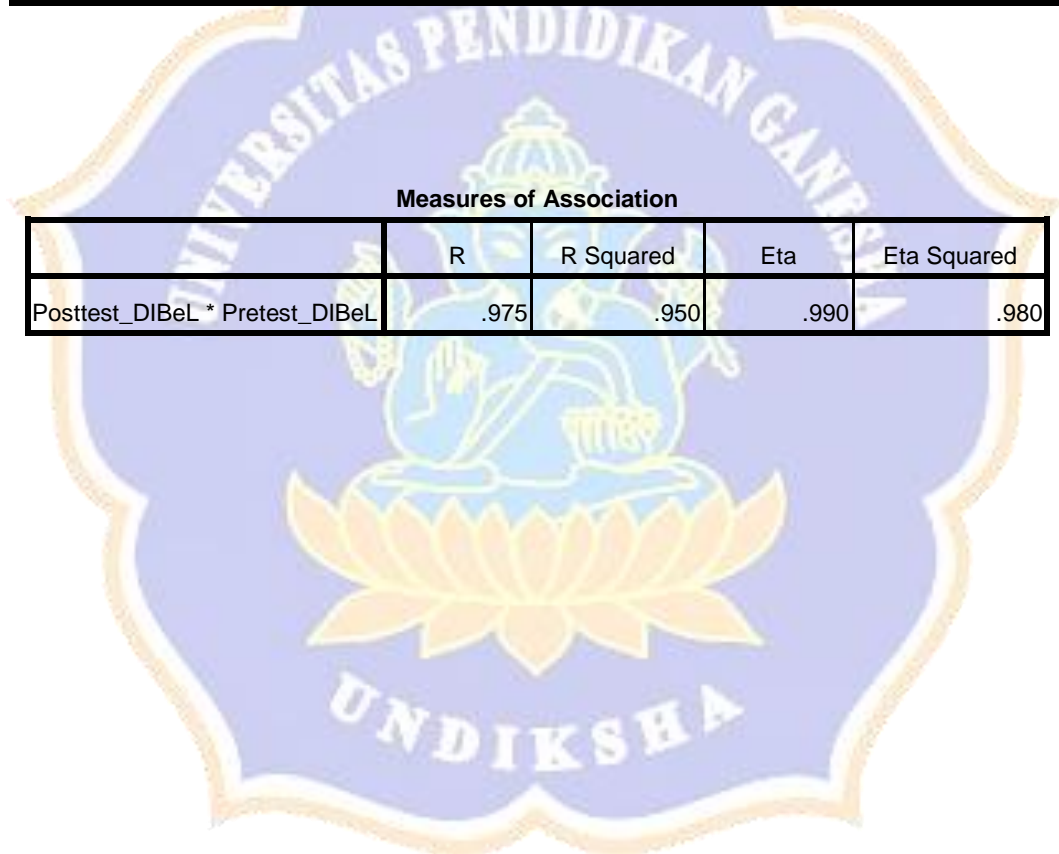 UNIVERSITAS PENDIDIKAN GANESHA
Measures of Association
R R Squared Eta Eta Squared
Posttest_DIBeL * Pretest_DIBeL .975 .950 .990 .980
UNDIKSHA